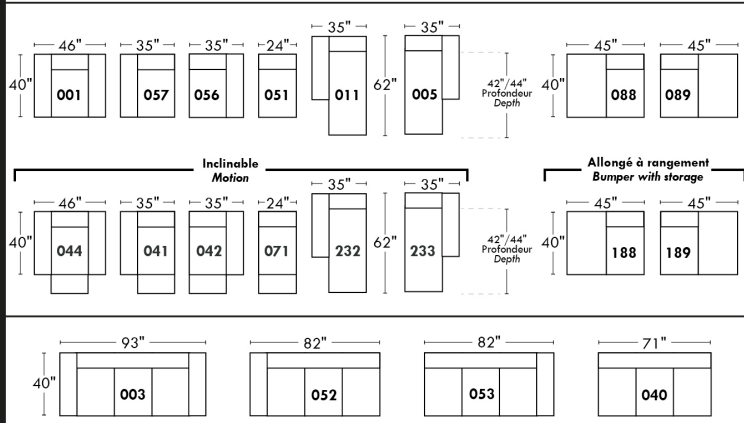 46" 35" 35" 24" 35" 35" 45" 45"
40" 001 057 056 051 011 62" 005 42"/44" 40" 088 089
Profondeur
Depth
Inclinable
Motion
Allongé à rangement
Bumper with storage
46" 35" 35" 24" 35" 35" 45" 45"
40" 044 041 042 071 232 62" 233 42"/44" 40" 188 189
Profondeur
Depth
93" 82" 82" 71"
40" 003 052 053 040